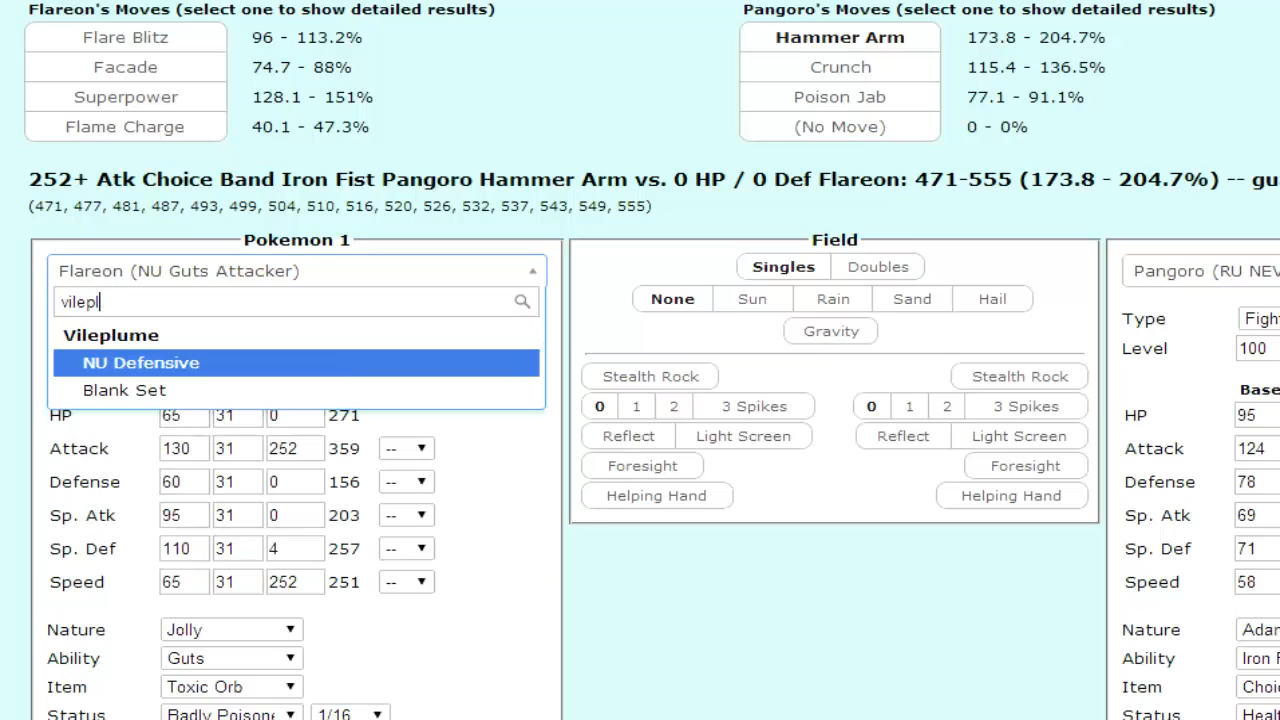 Flareon's Moves (select one to show detailed results)
Flare Blitz 96 - 113.2%
Facade 74.7 - 88%
Superpower 128.1 - 151%
Flame Charge 40.1 - 47.3%
Pangoro's Moves (select one to show detailed results)
Hammer Arm 173.8 - 204.7%
Crunch 115.4 - 136.5%
Poison Jab 77.1 - 91.1%
(No Move) 0 - 0%
252+ Atk Choice Band Iron Fist Pangoro Hammer Arm vs. 0 HP / 0 Def Flareon: 471-555 (173.8 - 204.7%) -- gu
(471, 477, 481, 487, 493, 499, 504, 510, 516, 520, 526, 532, 537, 543, 549, 555)
Pokemon 1
Flareon (NU Guts Attacker)
vilepl
Vileplume
NU Defensive
Blank Set
HP 65 31 0 271
Attack 130 31 252 359 --
Defense 60 31 0 156 --
Sp. Atk 95 31 0 203 --
Sp. Def 110 31 4 257 --
Speed 65 31 252 251 --
Nature Jolly
Ability Guts
Item Toxic Orb
Status Badly Poisone 1/16
Field
Singles Doubles
None Sun Rain Sand Hail
Gravity
Stealth Rock Stealth Rock
0 1 2 3 Spikes 0 1 2 3 Spikes
Reflect Light Screen Reflect Light Screen
Foresight Foresight
Helping Hand Helping Hand
Pangoro (RU NEV
Type Figh
Level 100
Base
HP 95
Attack 124
Defense 78
Sp. Atk 69
Sp. Def 71
Speed 58
Nature Adar
Ability Iron F
Item Choi
Status Healt